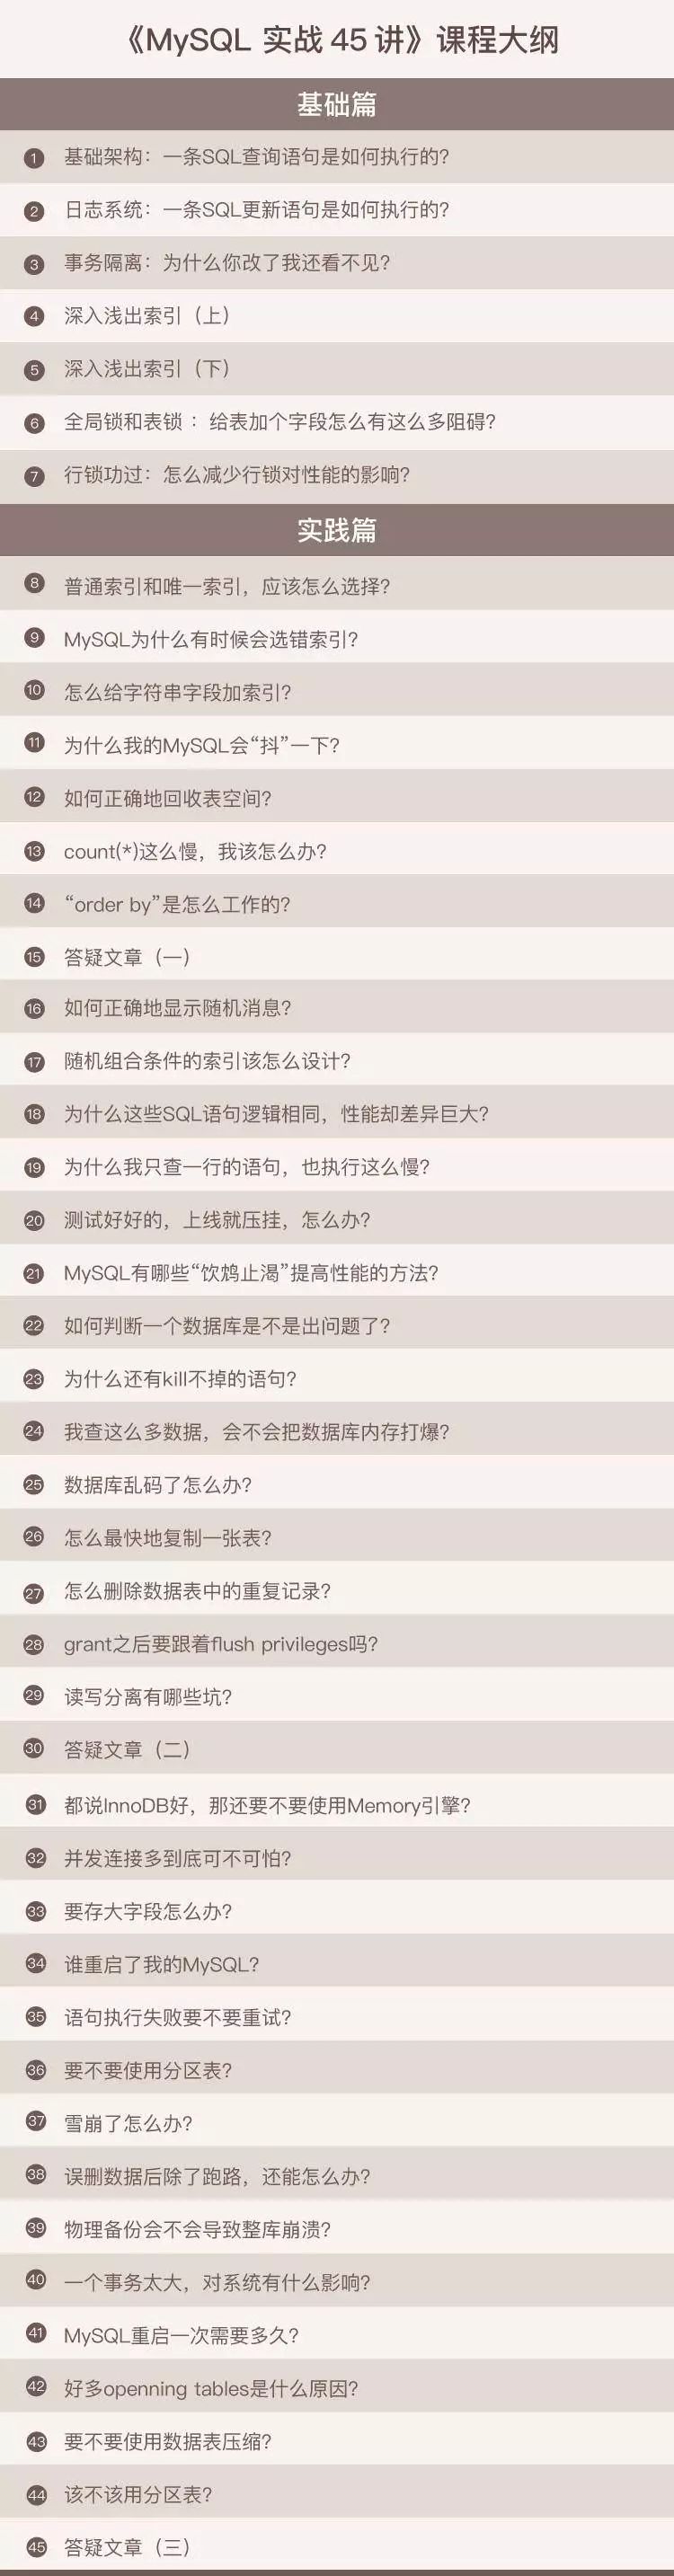 《MySQL 实战 45 讲》课程大纲
基础篇
1 基础架构：一条SQL查询语句是如何执行的？
2 日志系统：一条SQL更新语句是如何执行的？
3 事务隔离：为什么你改了我还看不见？
4 深入浅出索引（上）
5 深入浅出索引（下）
6 全局锁和表锁 ：给表加个字段怎么有这么多阻碍？
7 行锁功过：怎么减少行锁对性能的影响？
实践篇
8 普通索引和唯一索引，应该怎么选择？
9 MySQL为什么有时候会选错索引？
10 怎么给字符串字段加索引？
11 为什么我的MySQL会“抖”一下？
12 如何正确地回收表空间？
13 count(*)这么慢，我该怎么办？
14 “order by”是怎么工作的？
15 答疑文章（一）
16 如何正确地显示随机消息？
17 随机组合条件的索引该怎么设计？
18 为什么这些SQL语句逻辑相同，性能却差异巨大？
19 为什么我只查一行的语句，也执行这么慢？
20 测试好好的，上线就压挂，怎么办？
21 MySQL有哪些“饮鸩止渴”提高性能的方法？
22 如何判断一个数据库是不是出问题了？
23 为什么还有kill不掉的语句？
24 我查这么多数据，会不会把数据库内存打爆？
25 数据库乱码了怎么办？
26 怎么最快地复制一张表？
27 怎么删除数据表中的重复记录？
28 grant之后要跟着flush privileges吗？
29 读写分离有哪些坑？
30 答疑文章（二）
31 都说InnoDB好，那还要不要使用Memory引擎？
32 并发连接多到底可不可怕？
33 要存大字段怎么办？
34 谁重启了我的MySQL？
35 语句执行失败要不要重试？
36 要不要使用分区表？
37 雪崩了怎么办？
38 误删数据后除了跑路，还能怎么办？
39 物理备份会不会导致整库崩溃？
40 一个事务太大，对系统有什么影响？
41 MySQL重启一次需要多久？
42 好多openning tables是什么原因？
43 要不要使用数据表压缩？
44 该不该用分区表？
45 答疑文章（三）